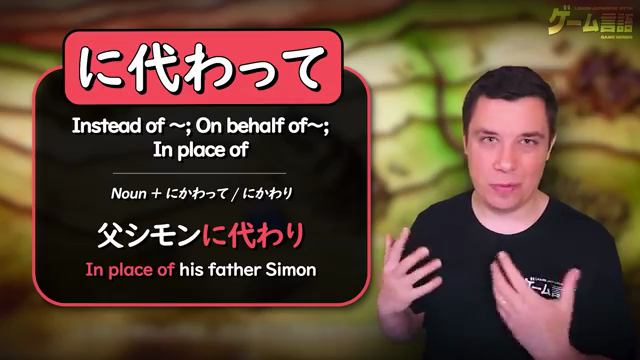 に代わって
Instead of ～; On behalf of～;
In place of
Noun + にかわって / にかわり
父シモンに代わり
In place of his father Simon
ゲーム言語